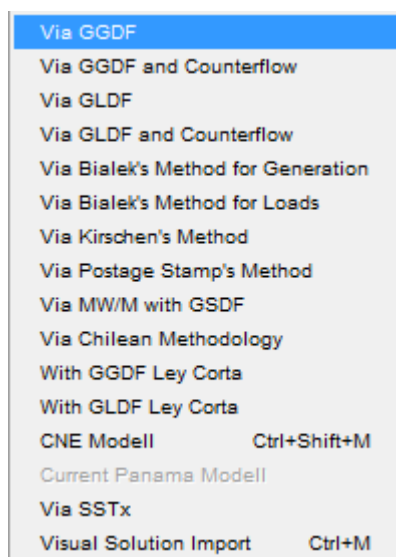 Via GGDF
Via GGDF and Counterflow
Via GLDF
Via GLDF and Counterflow
Via Bialek's Method for Generation
Via Bialek's Method for Loads
Via Kirschen's Method
Via Postage Stamp's Method
Via MW/M with GSDF
Via Chilean Methodology
With GGDF Ley Corta
With GLDF Ley Corta
CNE Modell Ctrl+Shift+M
Current Panama Modell
Via SSTx
Visual Solution Import Ctrl+M